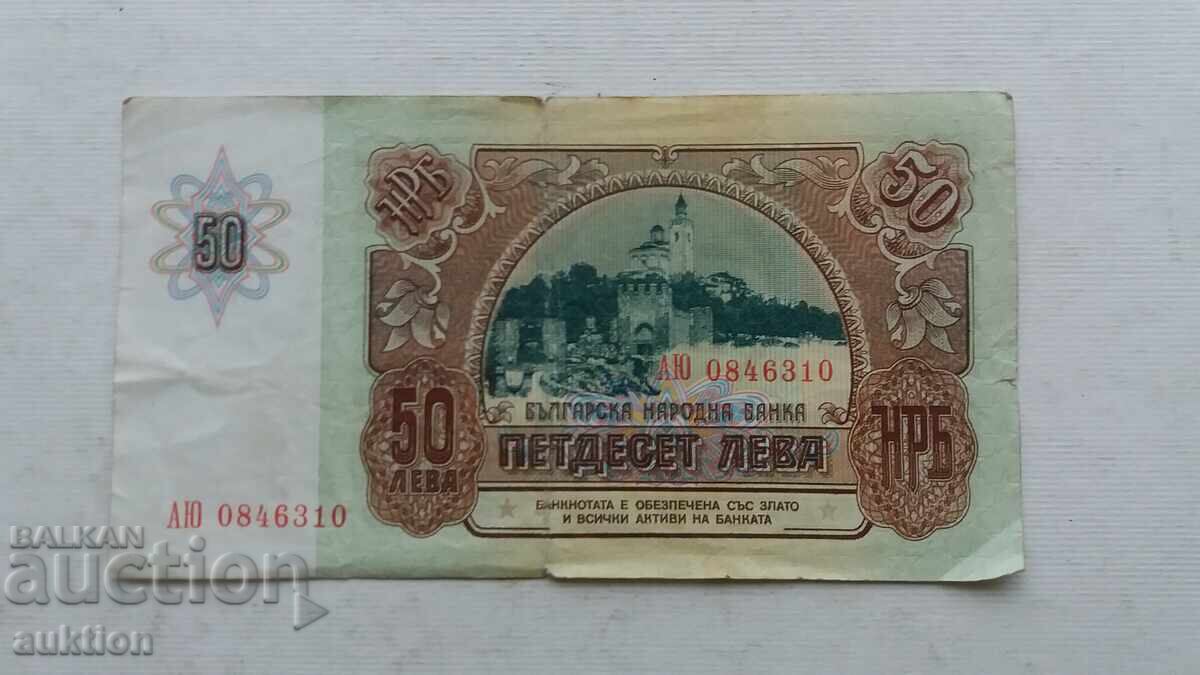 НРБ
50
50
АЮ 0846310
БЪЛГАРСКА НАРОДНА БАНКА
ПЕТДЕСЕТ ЛЕВА
50
ЛЕВА
НРБ
БАНКНОТАТА Е ОБЕЗПЕЧЕНА СЪС ЗЛАТО
И ВСИЧКИ АКТИВИ НА БАНКАТА
АЮ 0846310
BALKAN
auction
auktion